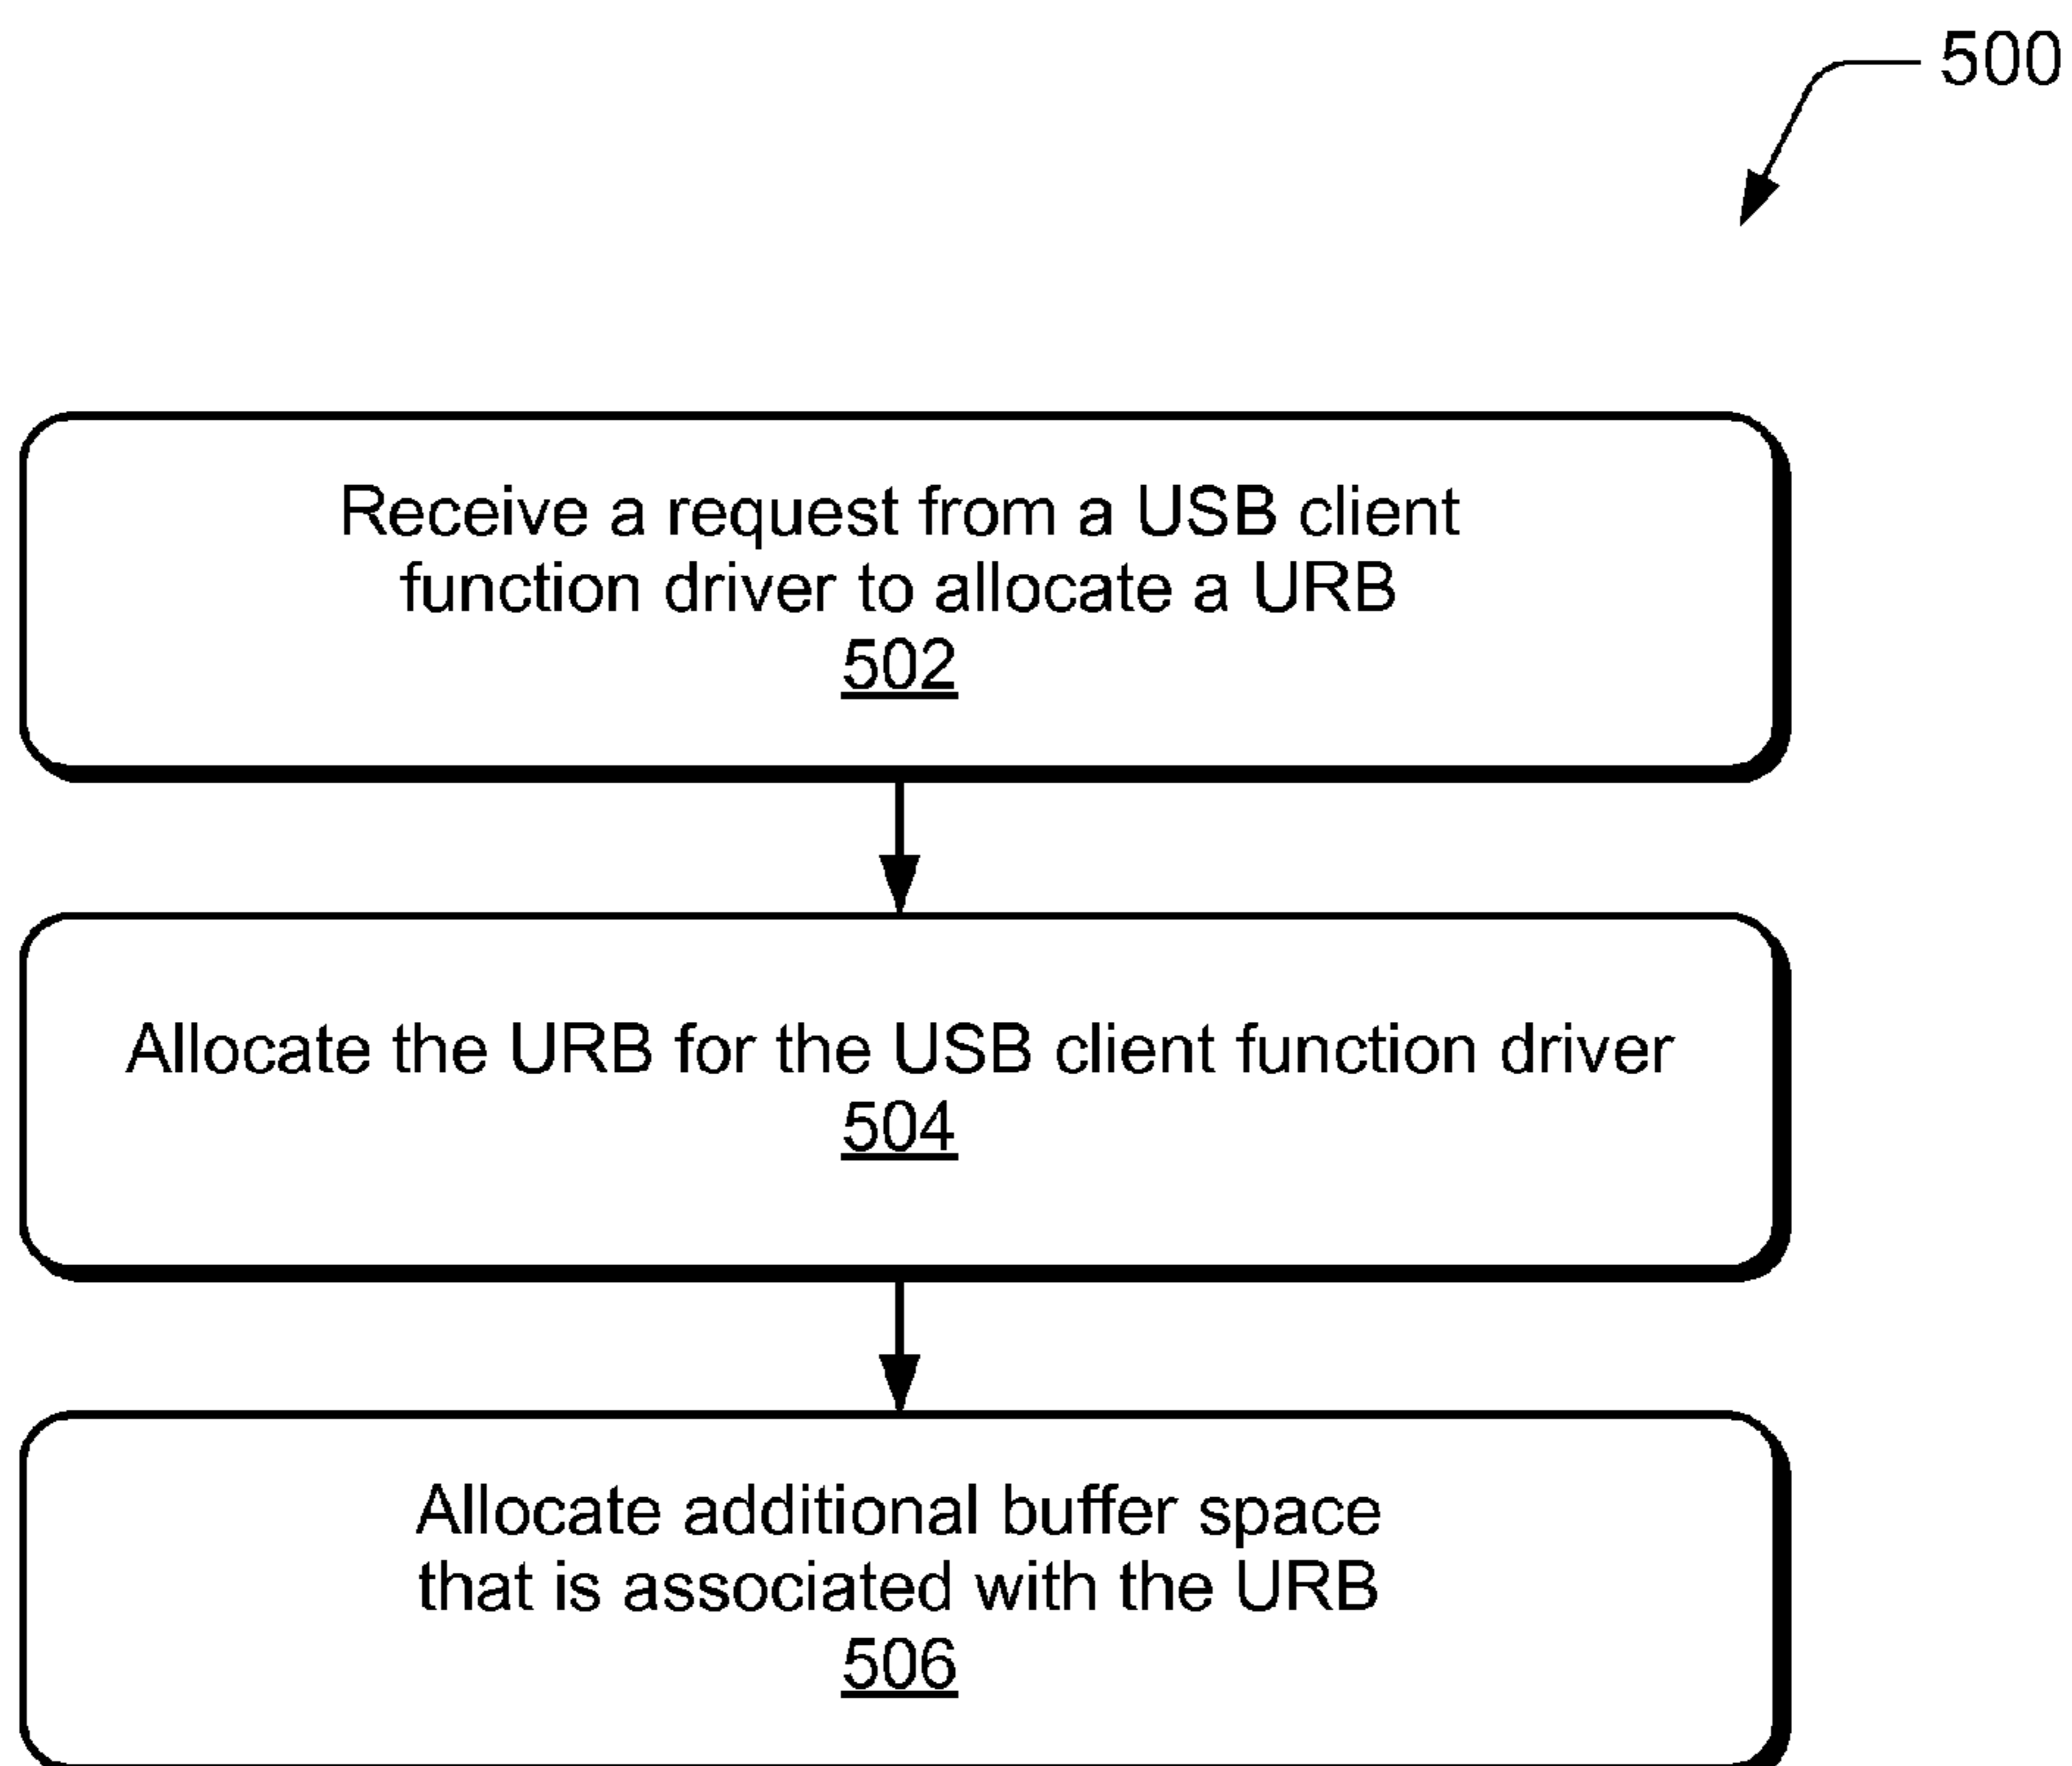 500
Receive a request from a USB client
function driver to allocate a URB
502
Allocate the URB for the USB client function driver
504
Allocate additional buffer space
that is associated with the URB
506